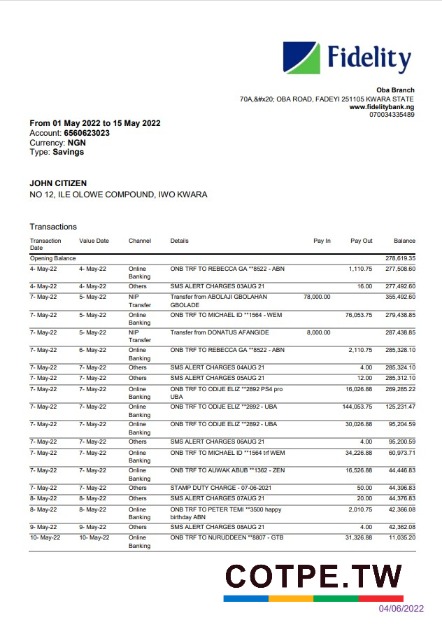 Fidelity
Oba Branch
70A,&#x20; OBA ROAD, FADEYI 251105 KWARA STATE
www.fidelitybank.ng
070034335489
From 01 May 2022 to 15 May 2022
Account: 6560623023
Currency: NGN
Type: Savings
JOHN CITIZEN
NO 12, ILE OLOWE COMPOUND, IWO KWARA
Transactions
Transaction Date Value Date Channel Details Pay In Pay Out Balance
Opening Balance 278,619.35
4- May-22 4- May-22 Online Banking ONB TRF TO REBECCA GA **8522 - ABN 1,110.75 277,508.60
4- May-22 4- May-22 Others SMS ALERT CHARGES 03AUG 21 16.00 277,492.60
7- May-22 5- May-22 NIP Transfer Transfer from ABOLAJI GBOLAHAN GBOLADE 78,000.00 355,492.60
7- May-22 5- May-22 Online Banking ONB TRF TO MICHAEL ID **1564 - WEM 76,053.75 279,438.85
7- May-22 5- May-22 NIP Transfer Transfer from DONATUS AFANGIDE 8,000.00 287,438.85
7- May-22 6- May-22 Online Banking ONB TRF TO REBECCA GA **8522 - ABN 2,110.75 285,328.10
7- May-22 7- May-22 Others SMS ALERT CHARGES 04AUG 21 4.00 285,324.10
7- May-22 7- May-22 Others SMS ALERT CHARGES 05AUG 21 12.00 285,312.10
7- May-22 7- May-22 Online Banking ONB TRF TO ODIJE ELIZ **2892 PS4 pro UBA 16,026.88 269,285.22
7- May-22 7- May-22 Online Banking ONB TRF TO ODIJE ELIZ **2892 - UBA 144,053.75 125,231.47
7- May-22 7- May-22 Online Banking ONB TRF TO ODIJE ELIZ **2892 - UBA 30,026.88 95,204.59
7- May-22 7- May-22 Others SMS ALERT CHARGES 06AUG 21 4.00 95,200.59
7- May-22 7- May-22 Online Banking ONB TRF TO MICHAEL ID **1564 trf WEM 34,226.88 60,973.71
7- May-22 7- May-22 Online Banking ONB TRF TO AUWAK ABUB **1362 - ZEN 16,526.88 44,446.83
7- May-22 7- May-22 Others STAMP DUTY CHARGE - 07-06-2021 50.00 44,396.83
8- May-22 8- May-22 Others SMS ALERT CHARGES 07AUG 21 20.00 44,376.83
8- May-22 8- May-22 Online Banking ONB TRF TO PETER TEMI **3500 happy birthday ABN 2,010.75 42,366.08
9- May-22 9- May-22 Others SMS ALERT CHARGES 08AUG 21 4.00 42,362.08
10- May-22 10- May-22 Online Banking ONB TRF TO NURUDDEEN **8807 - GTB 31,326.88 11,035.20
COTPE.TW
04/06/2022